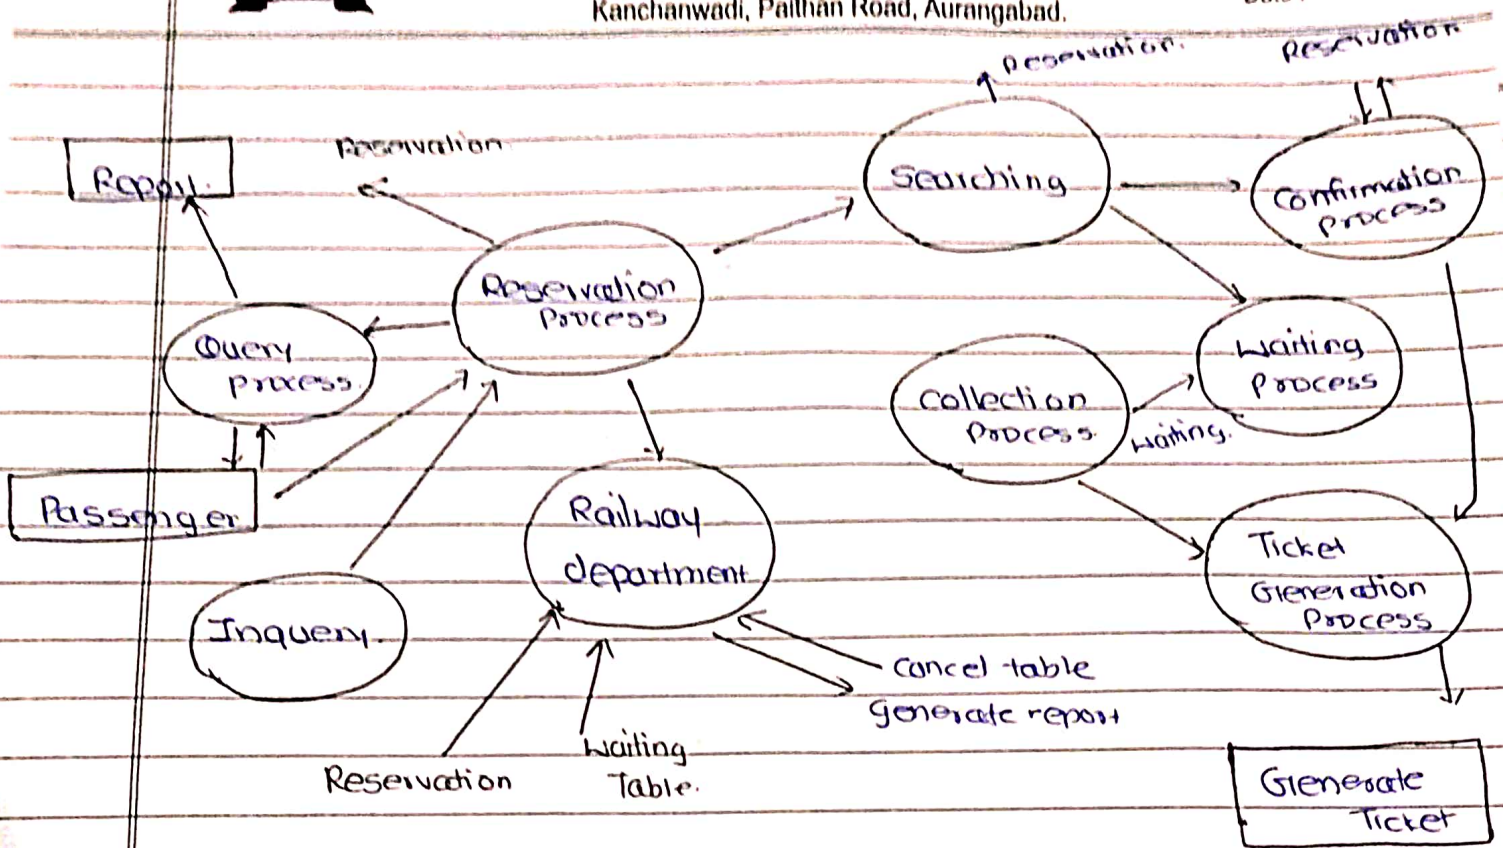 Kanchanwadi, Paithan Road, Aurangabad.
Reservation.
Reservation
Report.
Reservation
Searching
Confirmation
Process
Reservation
Process
Query
process.
Waiting
Process
Collection
Process.
Waiting.
Passenger
Railway
department
Ticket
Generation
Process
Inquery.
Cancel table
Generate report
Reservation
Waiting
Table.
Generate
Ticket